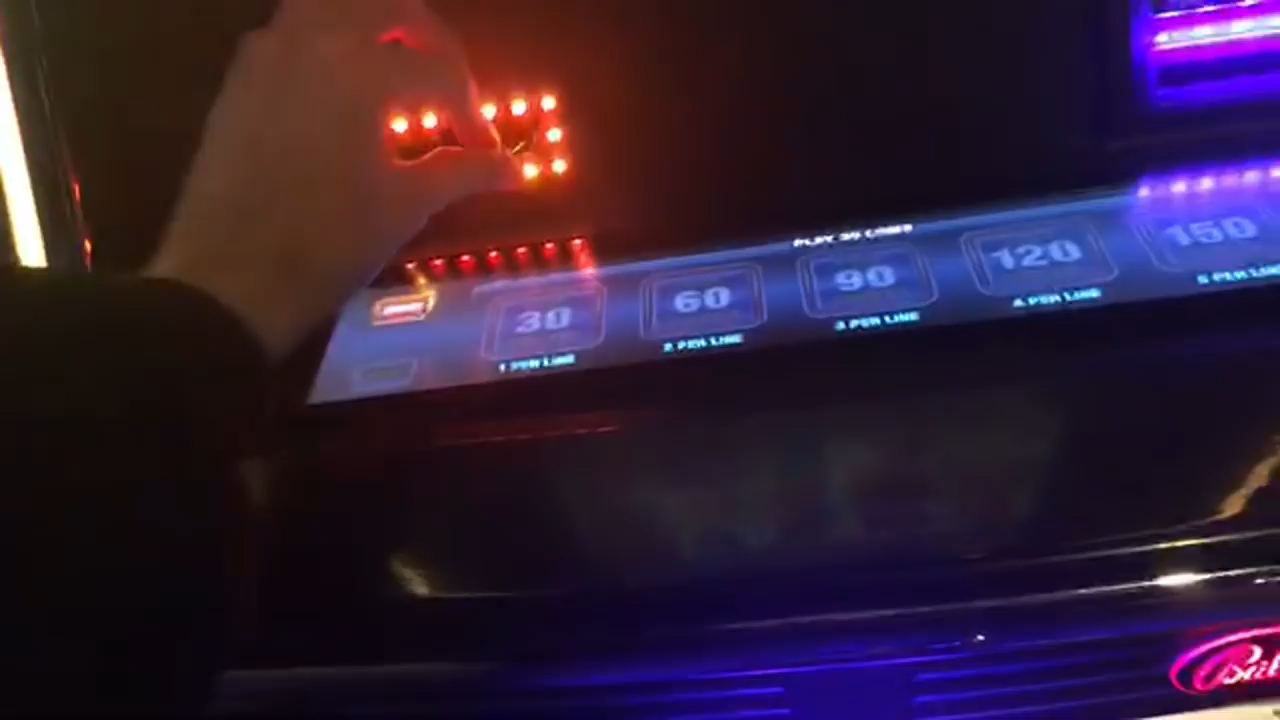 PLAY 30 LINES
30
60
90
120
150
1 PER LINE
2 PER LINE
3 PER LINE
4 PER LINE
5 PER LINE